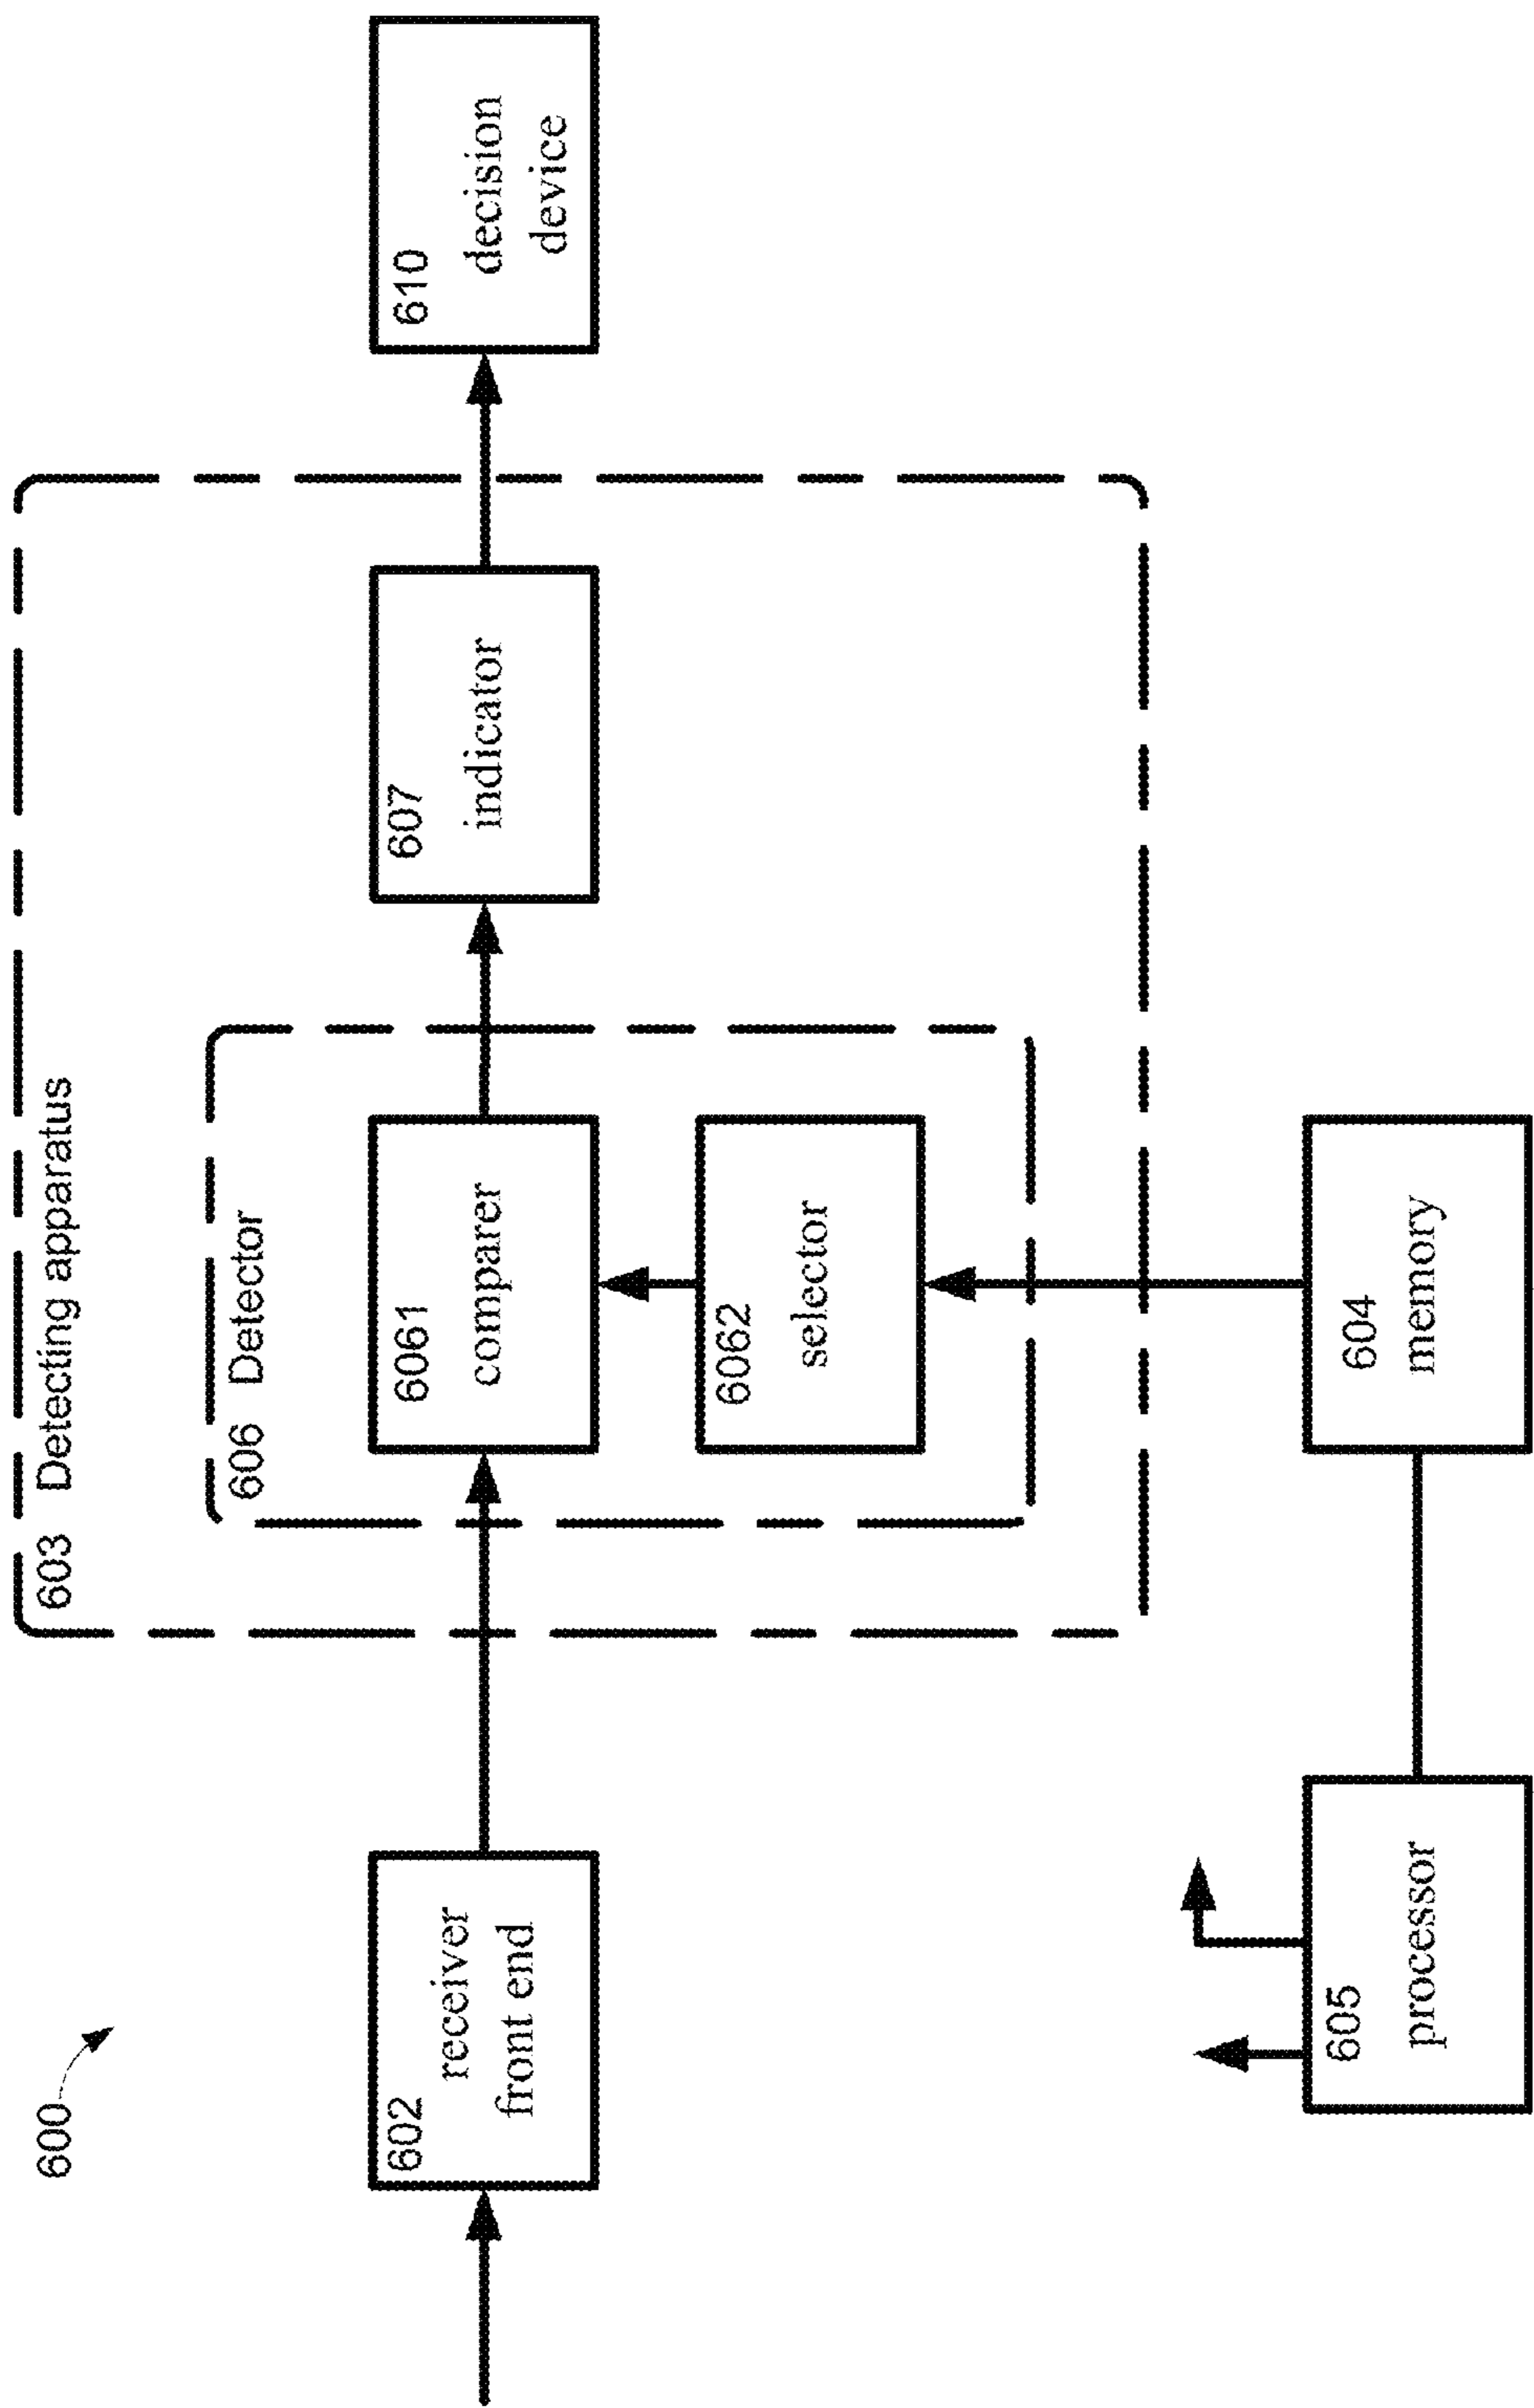 600
603 Detecting apparatus
606 Detector
602
receiver
front end
6061
comparer
607
indicator
610
decision
device
6062
selector
605
processor
604
memory